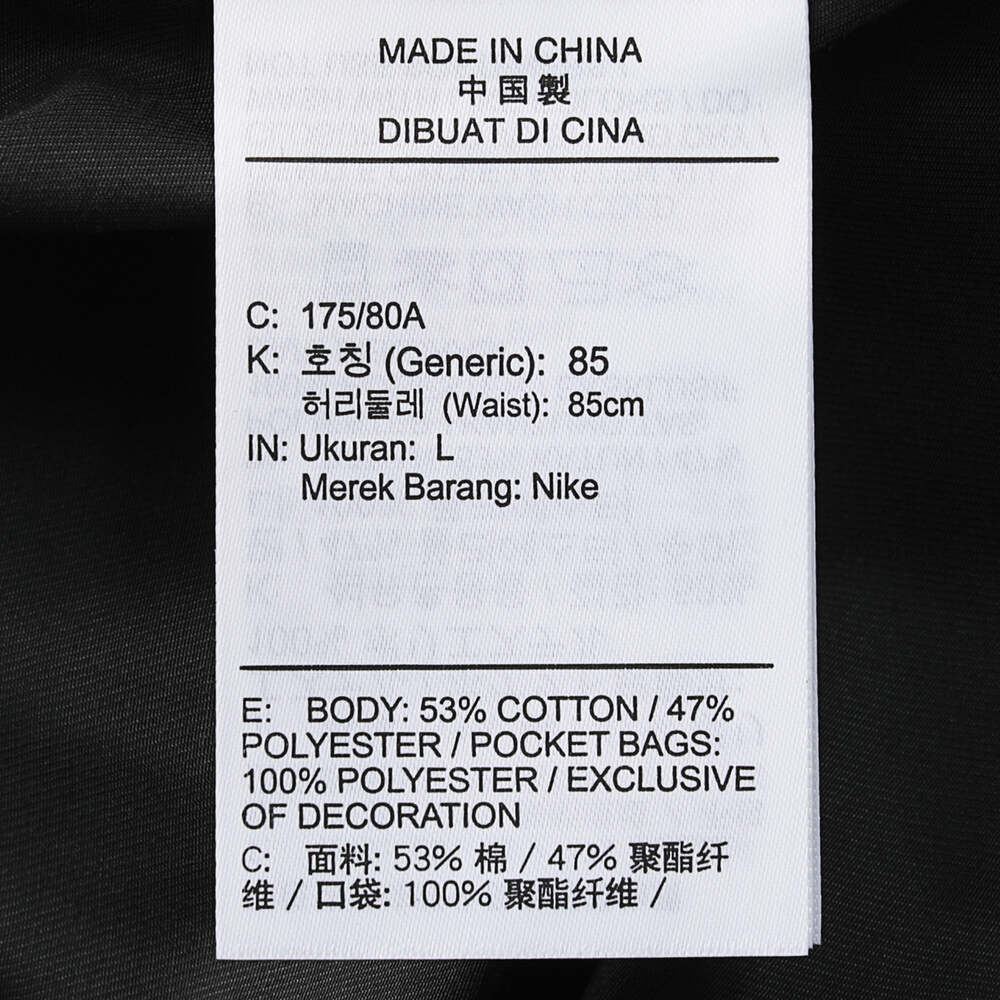 MADE IN CHINA
中国製
DIBUAT DI CINA
C: 175/80A
K: 호칭 (Generic): 85
허리둘레 (Waist): 85cm
IN: Ukuran: L
Merek Barang: Nike
E: BODY: 53% COTTON / 47%
POLYESTER / POCKET BAGS:
100% POLYESTER / EXCLUSIVE
OF DECORATION
C: 面料: 53% 棉 / 47% 聚酯纤
维 / 口袋: 100% 聚酯纤维 /